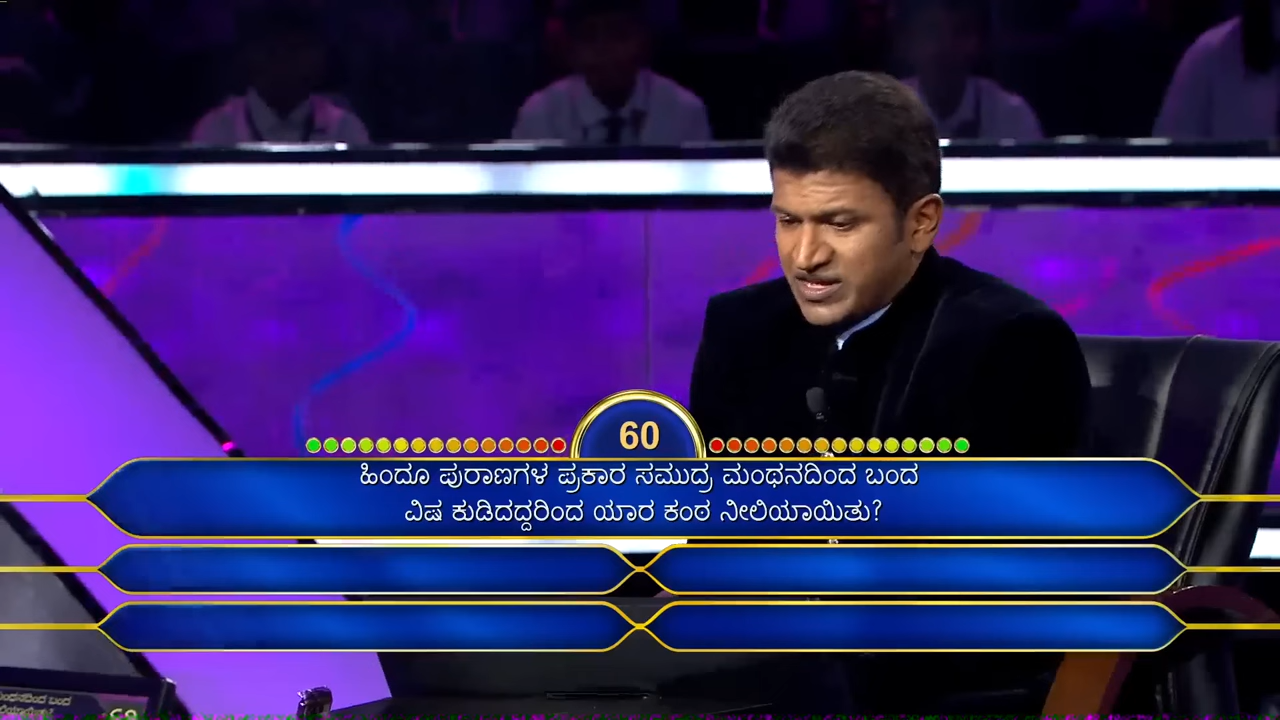 60
ಹಿಂದೂ ಪುರಾಣಗಳ ಪ್ರಕಾರ ಸಮುದ್ರ ಮಂಥನದಿಂದ ಬಂದ
ವಿಷ ಕುಡಿದದ್ದರಿಂದ ಯಾರ ಕಂಠ ನೀಲಿಯಾಯಿತು?